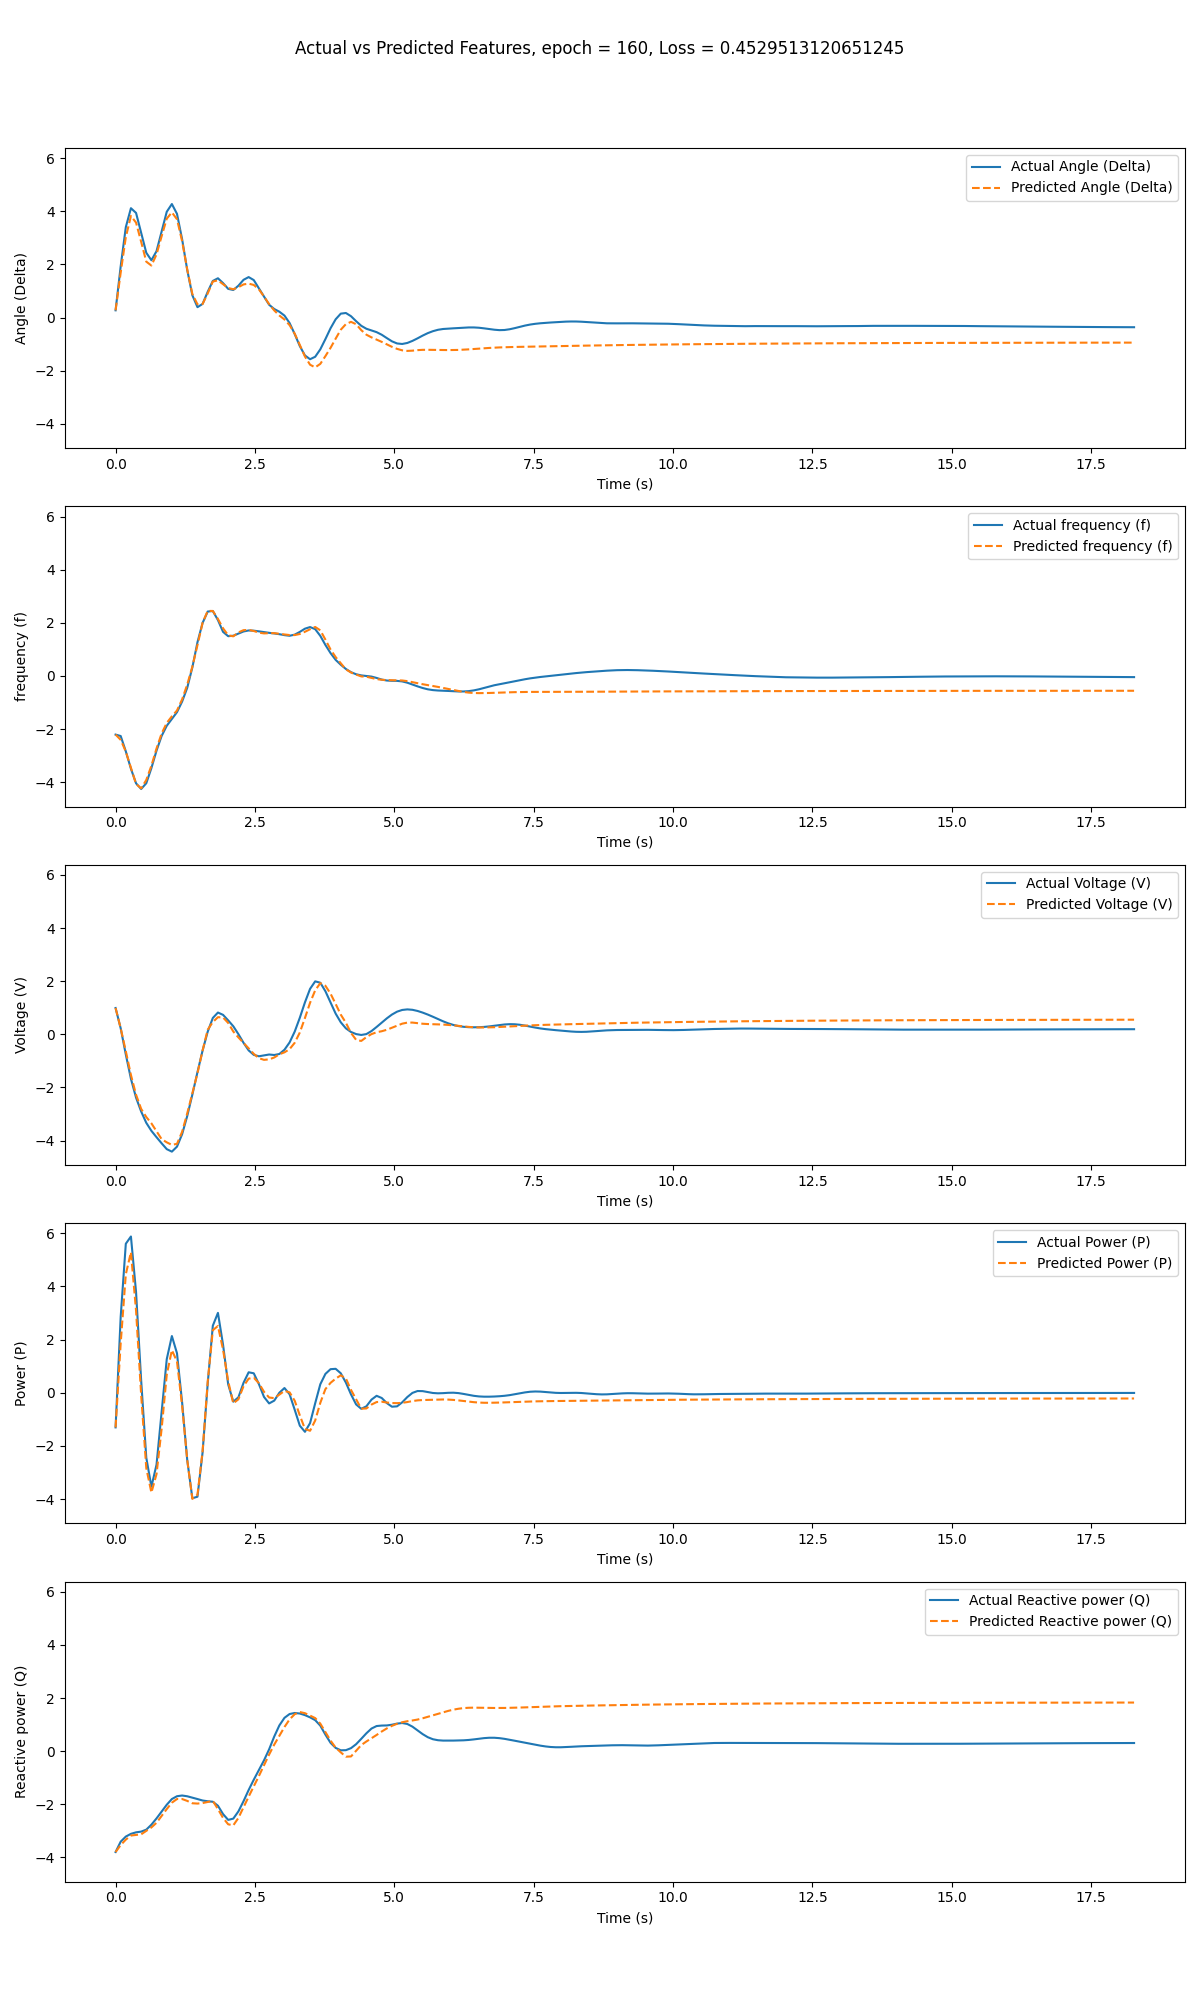 Actual vs Predicted Features, epoch = 160, Loss = 0.4529513120651245
Actual Angle (Delta)
Predicted Angle (Delta)
Angle (Delta)
6
4
2
0
−2
−4
0.0 2.5 5.0 7.5 10.0 12.5 15.0 17.5
Time (s)
Actual frequency (f)
Predicted frequency (f)
frequency (f)
6
4
2
0
−2
−4
0.0 2.5 5.0 7.5 10.0 12.5 15.0 17.5
Time (s)
Actual Voltage (V)
Predicted Voltage (V)
Voltage (V)
6
4
2
0
−2
−4
0.0 2.5 5.0 7.5 10.0 12.5 15.0 17.5
Time (s)
Actual Power (P)
Predicted Power (P)
Power (P)
6
4
2
0
−2
−4
0.0 2.5 5.0 7.5 10.0 12.5 15.0 17.5
Time (s)
Actual Reactive power (Q)
Predicted Reactive power (Q)
Reactive power (Q)
6
4
2
0
−2
−4
0.0 2.5 5.0 7.5 10.0 12.5 15.0 17.5
Time (s)